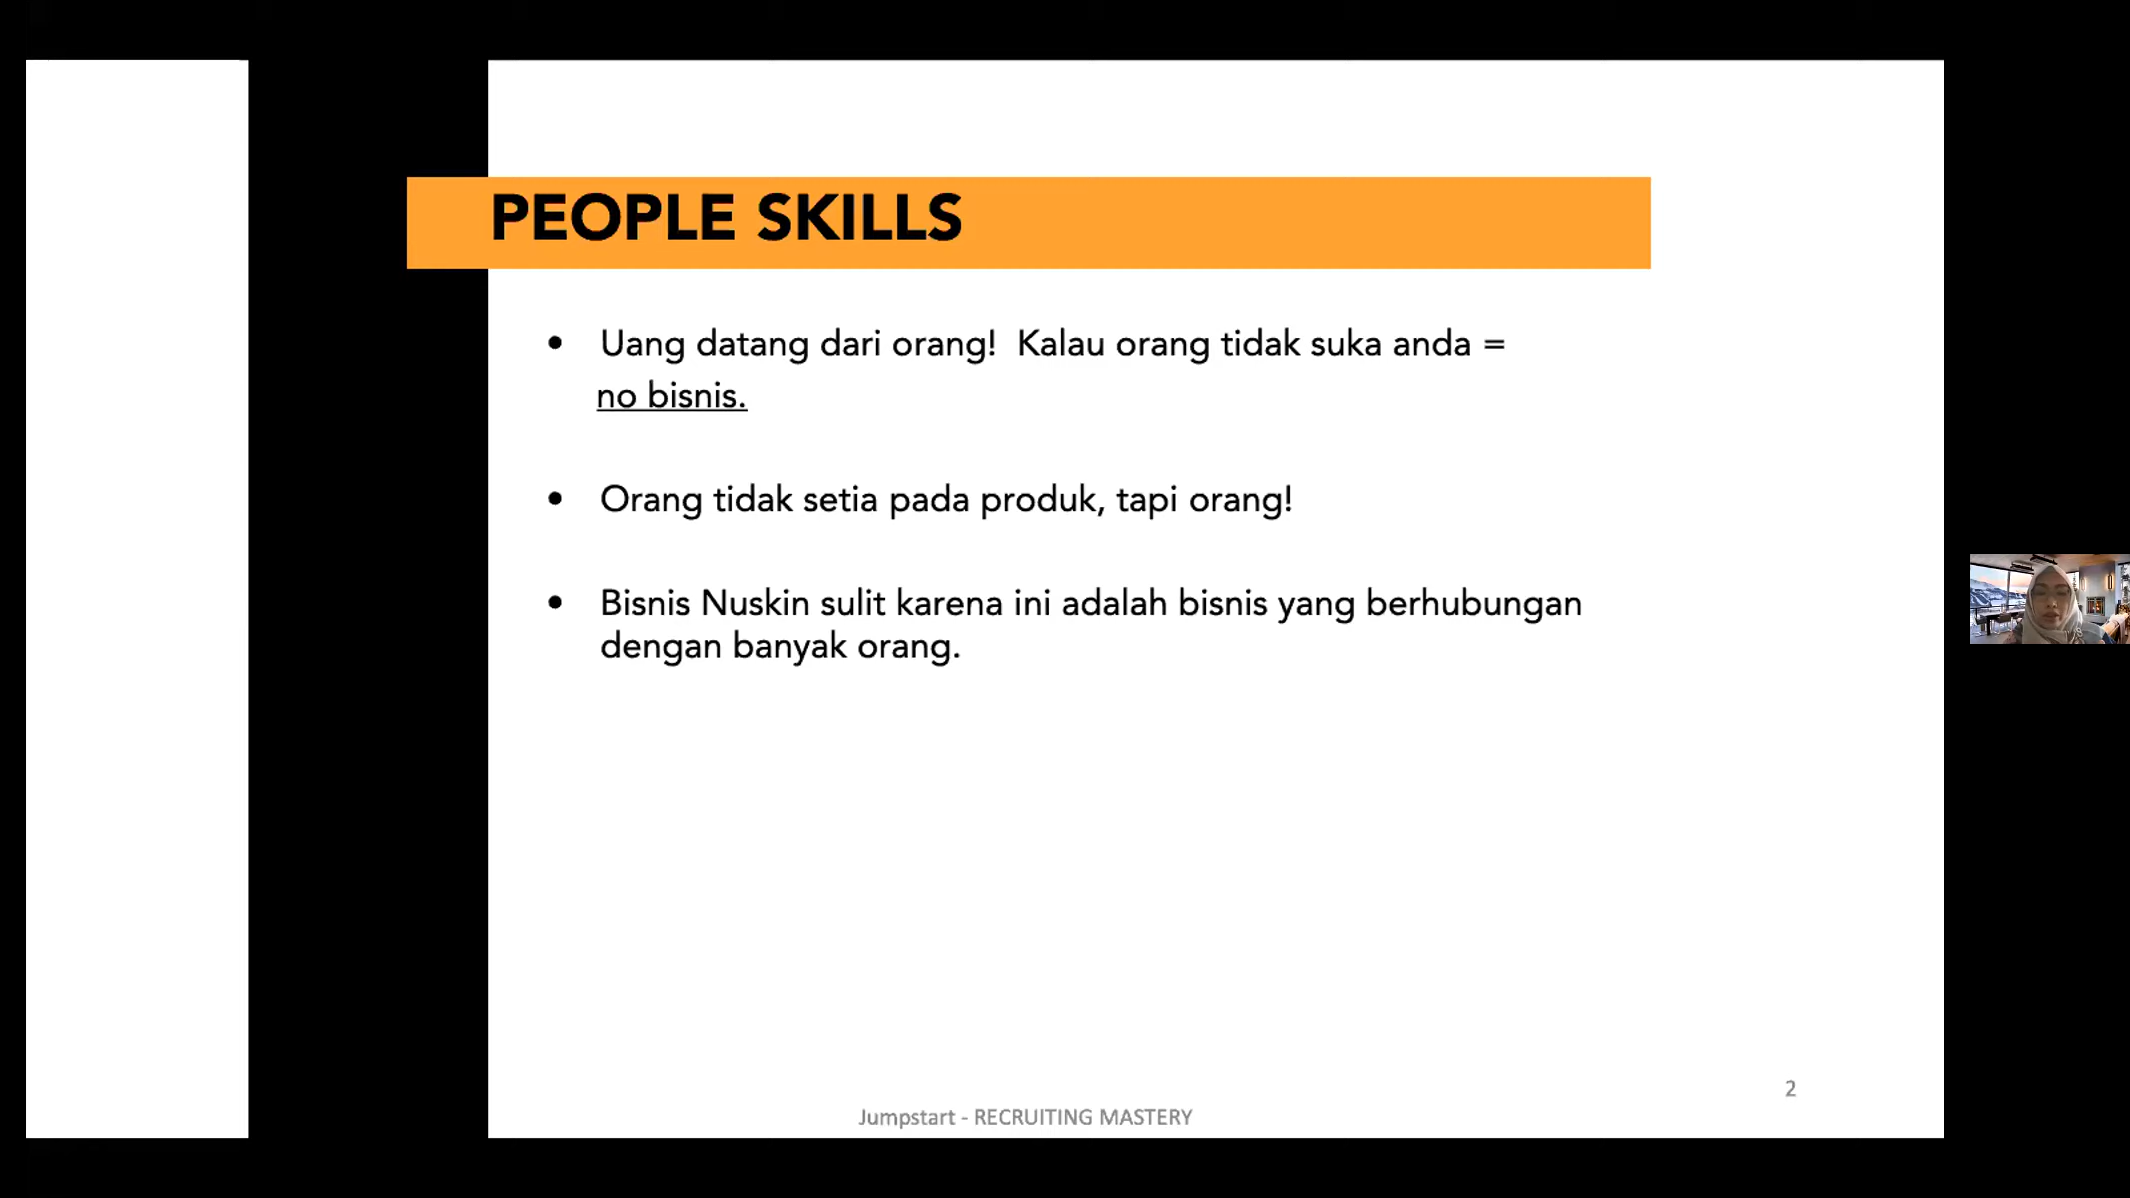 PEOPLE SKILLS
• Uang datang dari orang!  Kalau orang tidak suka anda =
no bisnis.
• Orang tidak setia pada produk, tapi orang!
• Bisnis Nuskin sulit karena ini adalah bisnis yang berhubungan
dengan banyak orang.
2
Jumpstart - RECRUITING MASTERY